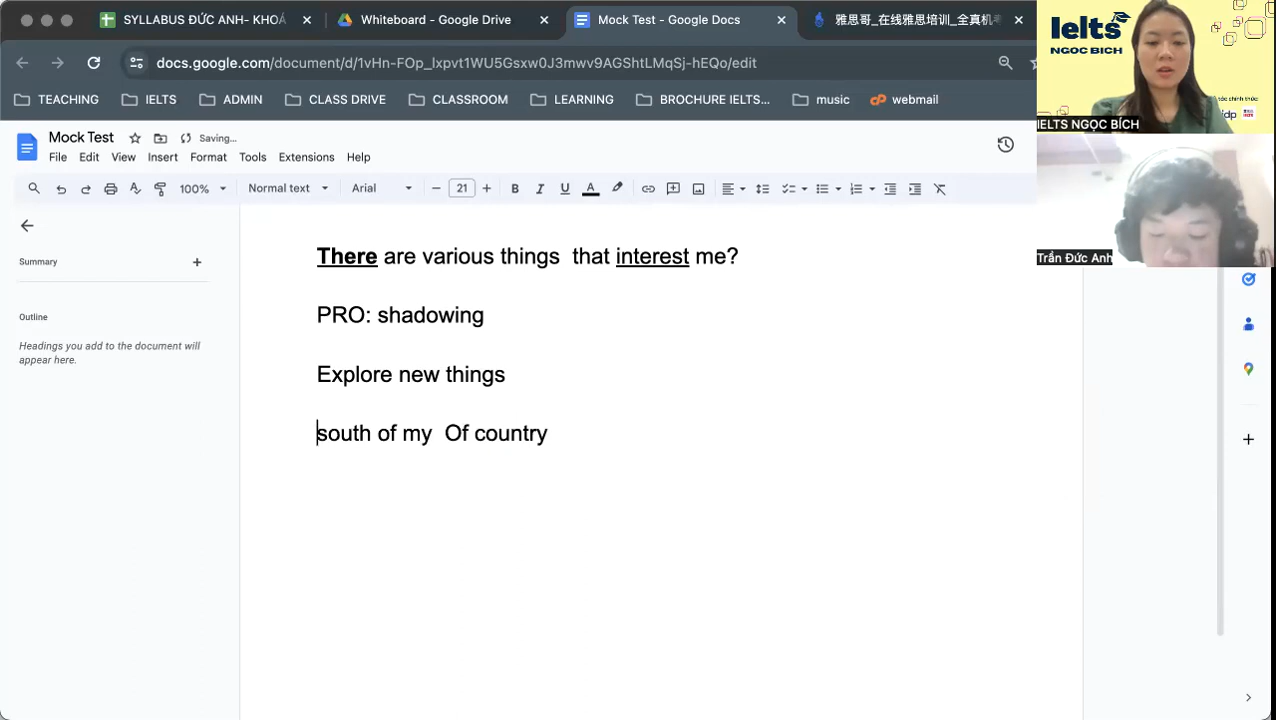 SYLLABUS ĐỨC ANH- KHOÁ
Whiteboard - Google Drive
Mock Test - Google Docs
雅思哥_在线雅思培训_全真机考
docs.google.com/document/d/1vHn-FOp_lxpvt1WU5Gsxw0J3mwv9AGShtLMqSj-hEQo/edit
TEACHING IELTS ADMIN CLASS DRIVE CLASSROOM LEARNING BROCHURE IELTS... music webmail
Mock Test Saving...
File Edit View Insert Format Tools Extensions Help
100% Normal text Arial 21
Summary
Outline
Headings you add to the document will
appear here.
There are various things that interest me?
PRO: shadowing
Explore new things
south of my Of country
Ielts
NGOC BICH
tác chính thức
idp
IELTS NGỌC BÍCH
Trần Đức Anh